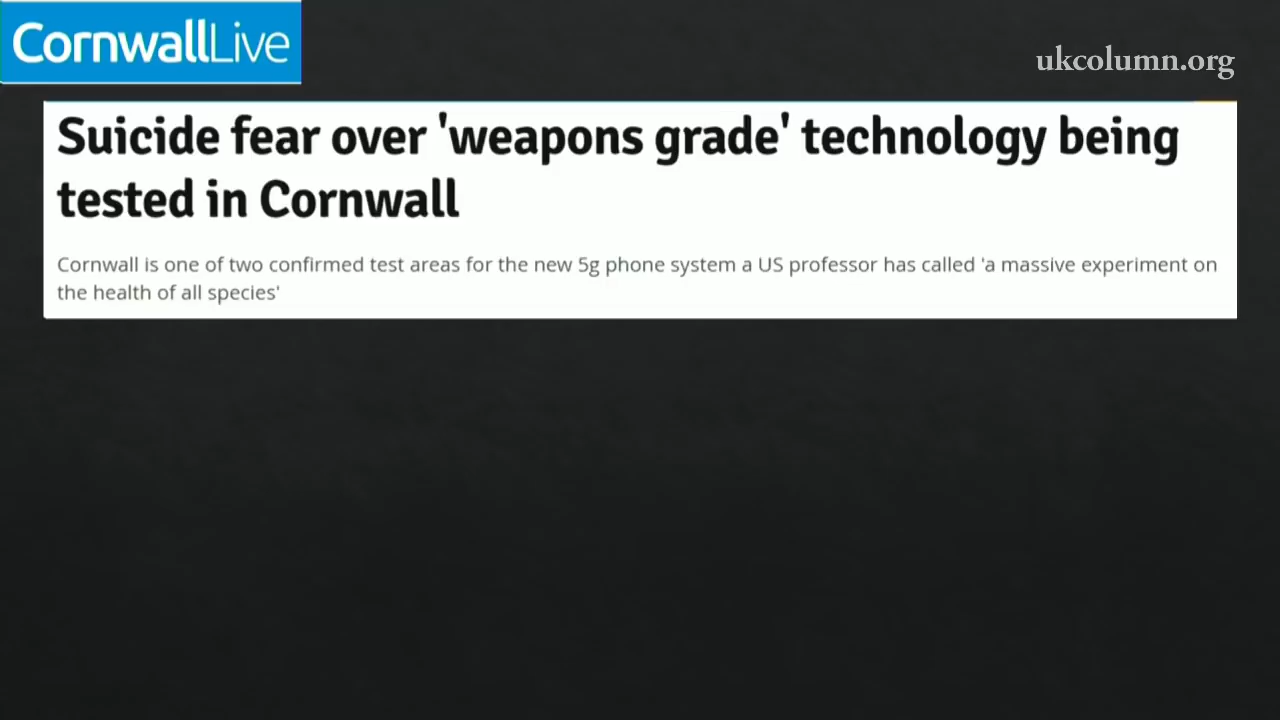 CornwallLive
ukcolumn.org
Suicide fear over 'weapons grade' technology being
tested in Cornwall
Cornwall is one of two confirmed test areas for the new 5g phone system a US professor has called 'a massive experiment on
the health of all species'